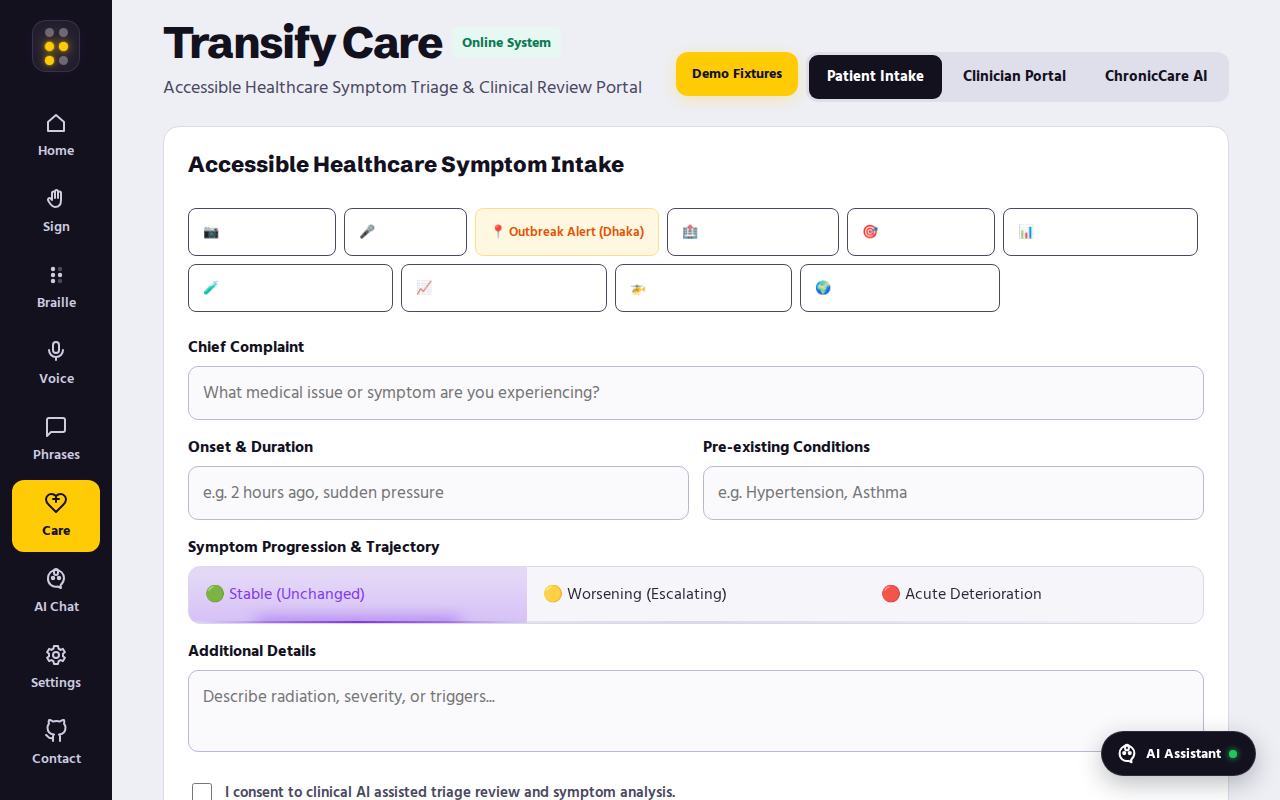 Transify Care
Online System
Accessible Healthcare Symptom Triage & Clinical Review Portal
Demo Fixtures
Patient Intake
Clinician Portal
ChronicCare AI
Home
Sign
Braille
Voice
Phrases
Care
AI Chat
Settings
Contact
Accessible Healthcare Symptom Intake
📍 Outbreak Alert (Dhaka)
Chief Complaint
What medical issue or symptom are you experiencing?
Onset & Duration
Pre-existing Conditions
e.g. 2 hours ago, sudden pressure
e.g. Hypertension, Asthma
Symptom Progression & Trajectory
🟢 Stable (Unchanged)
🟡 Worsening (Escalating)
🔴 Acute Deterioration
Additional Details
Describe radiation, severity, or triggers...
AI Assistant
I consent to clinical AI assisted triage review and symptom analysis.